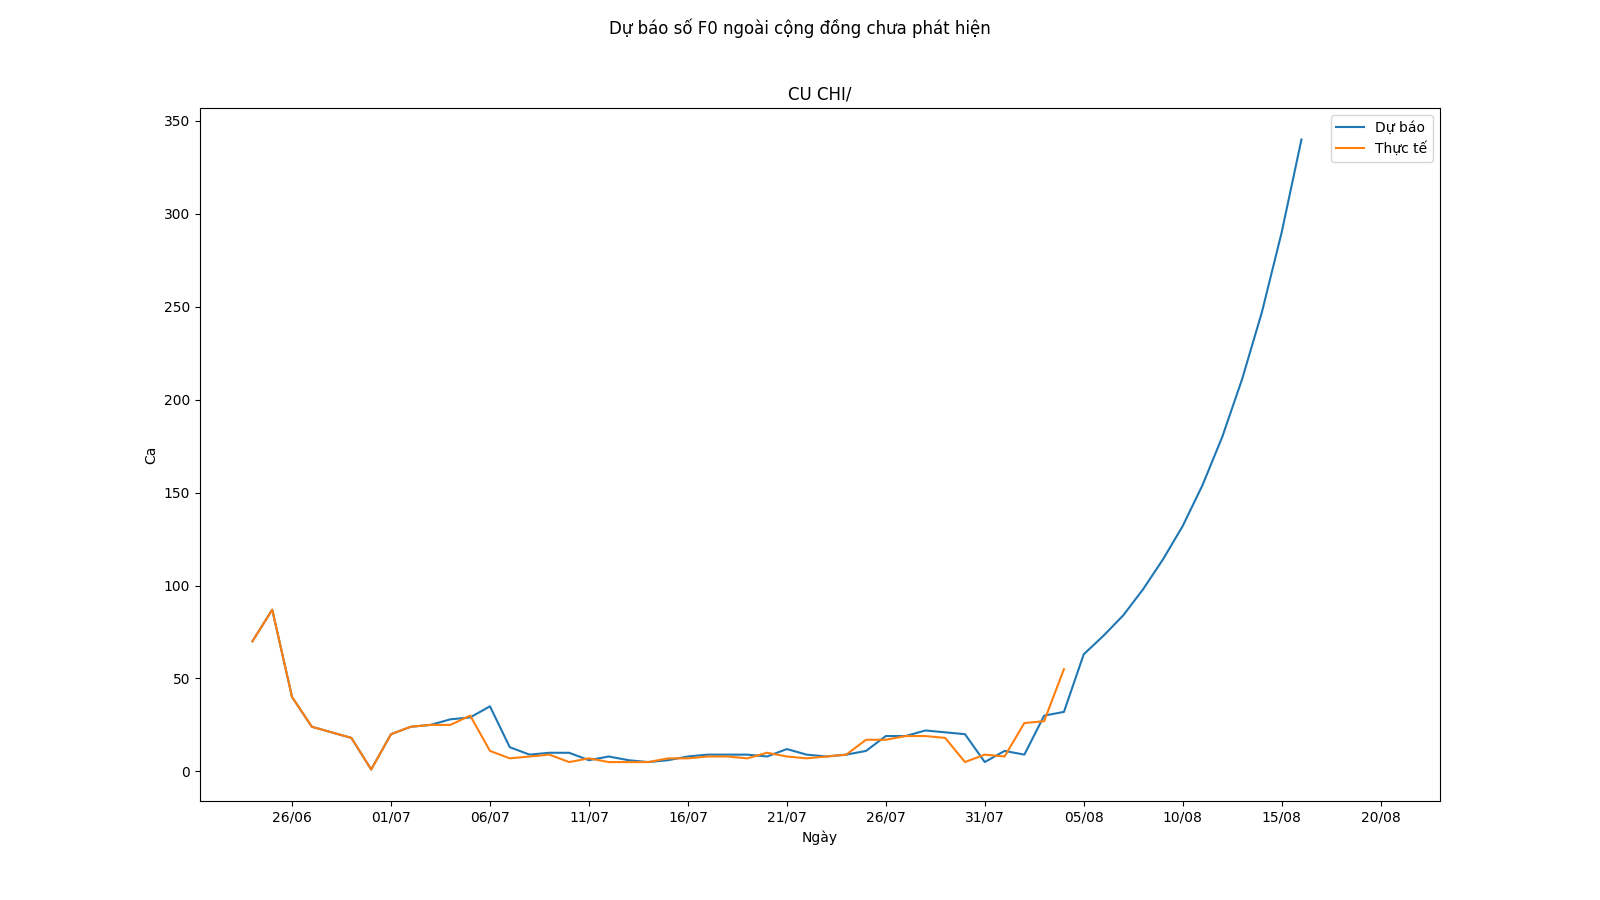 Dự báo số F0 ngoài cộng đồng chưa phát hiện
CU CHI/
Dự báo
Thực tế
350
300
250
200
150
100
50
0
Ca
26/06 01/07 06/07 11/07 16/07 21/07 26/07 31/07 05/08 10/08 15/08 20/08
Ngày